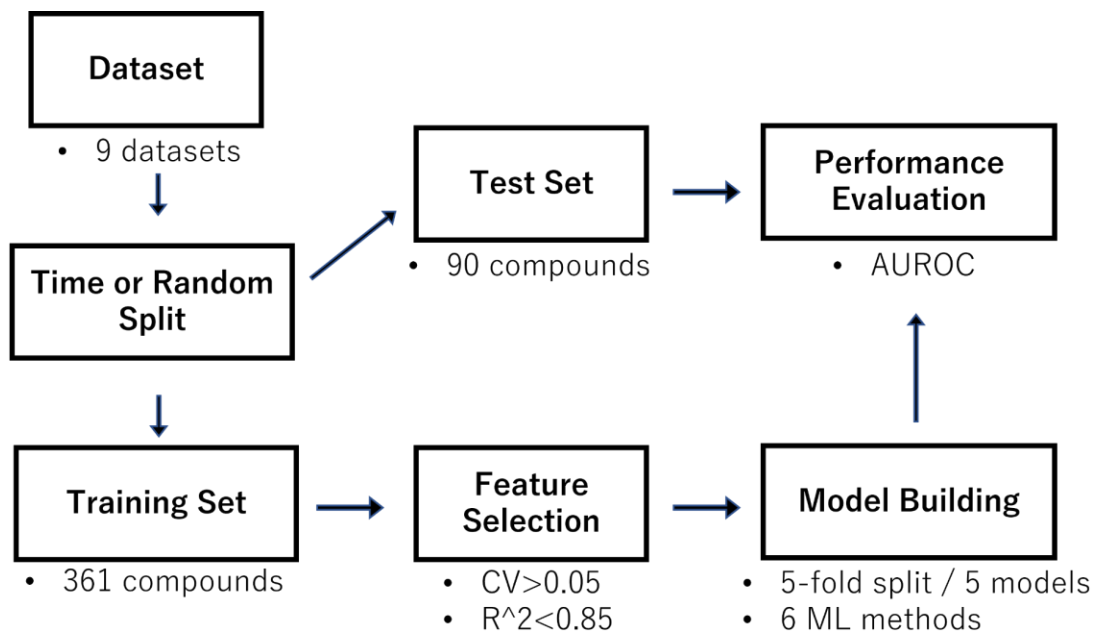 Dataset
• 9 datasets
Time or Random
Split
Test Set
• 90 compounds
Performance
Evaluation
• AUROC
Training Set
• 361 compounds
Feature
Selection
• CV>0.05
• R^2<0.85
Model Building
• 5-fold split / 5 models
• 6 ML methods